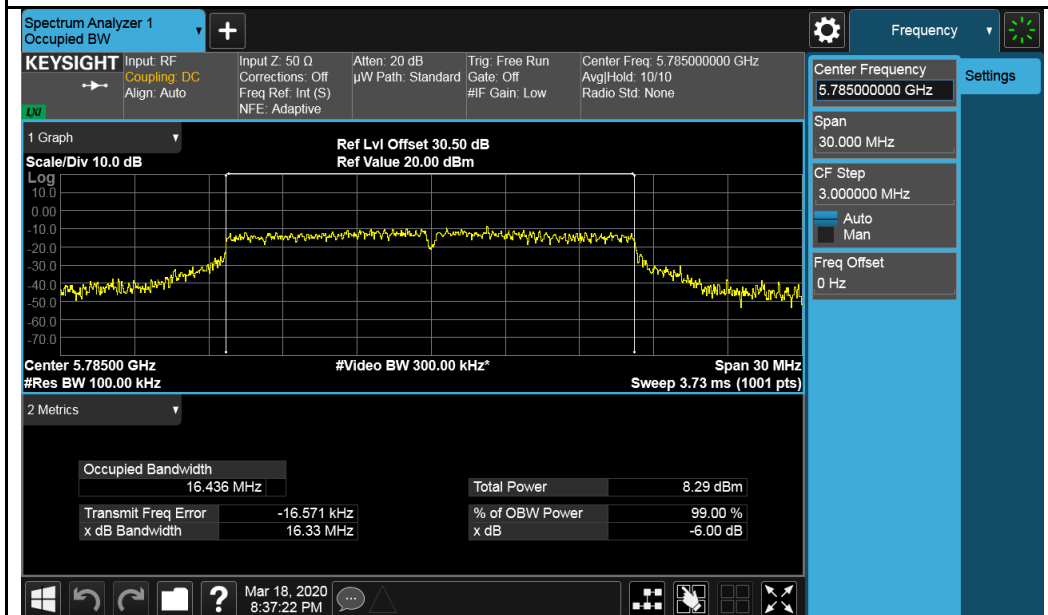 Spectrum Analyzer 1
Occupied BW
+
Frequency
KEYSIGHT
LXI
Input: RF
Coupling: DC
Align: Auto
Input Z: 50 Ω
Corrections: Off
Freq Ref: Int (S)
NFE: Adaptive
Atten: 20 dB
µW Path: Standard
Trig: Free Run
Gate: Off
#IF Gain: Low
Center Freq: 5.785000000 GHz
Avg|Hold: 10/10
Radio Std: None
Center Frequency
5.785000000 GHz
Settings
Span
30.000 MHz
CF Step
3.000000 MHz
Auto
Man
Freq Offset
0 Hz
1 Graph
Scale/Div 10.0 dB
Ref Lvl Offset 30.50 dB
Ref Value 20.00 dBm
Log
10.0
0.00
-10.0
-20.0
-30.0
-40.0
-50.0
-60.0
-70.0
Center 5.78500 GHz
#Video BW 300.00 kHz*
Span 30 MHz
#Res BW 100.00 kHz
Sweep 3.73 ms (1001 pts)
2 Metrics
Occupied Bandwidth
16.436 MHz
Total Power 8.29 dBm
Transmit Freq Error -16.571 kHz
% of OBW Power 99.00 %
x dB Bandwidth 16.33 MHz
x dB -6.00 dB
?
Mar 18, 2020
8:37:22 PM